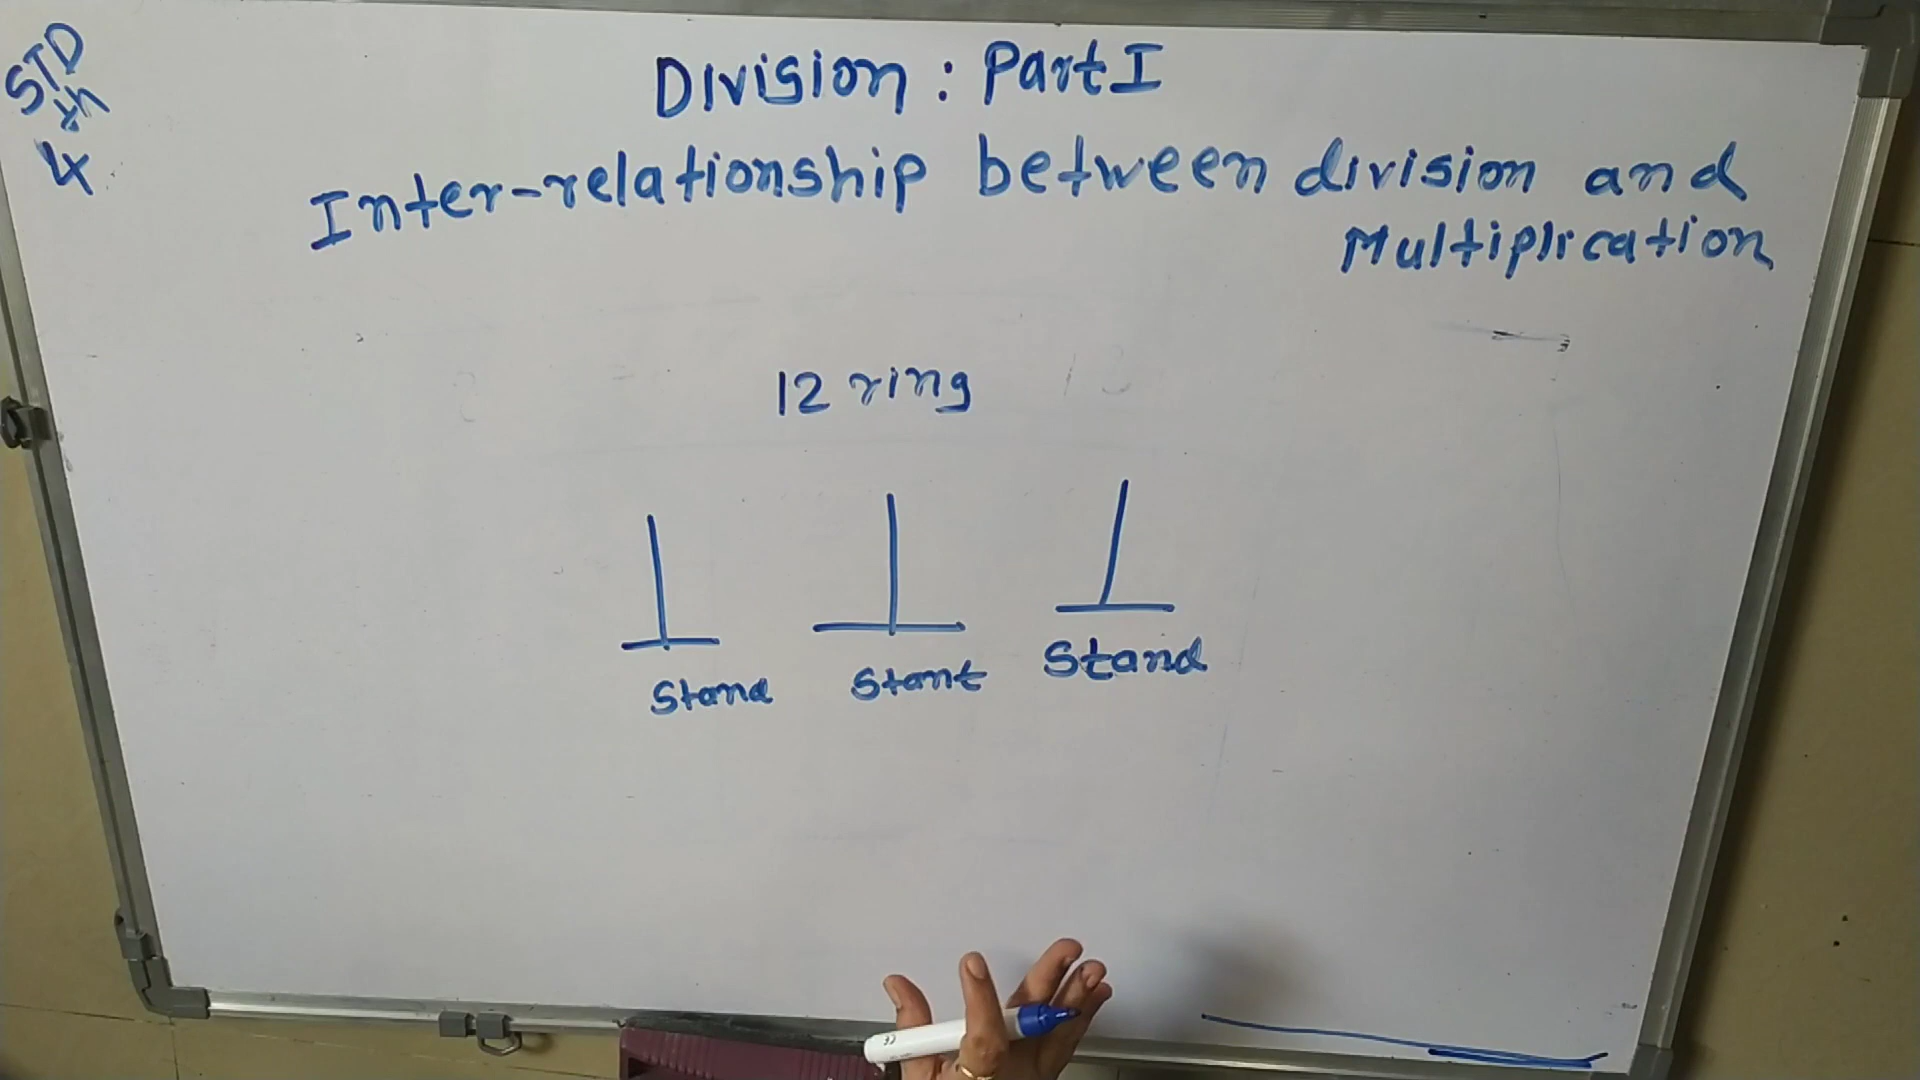 STD
4th
Division : Part I
Inter-relationship between division and
Multiplication
12 ring
Stand Stant Stand